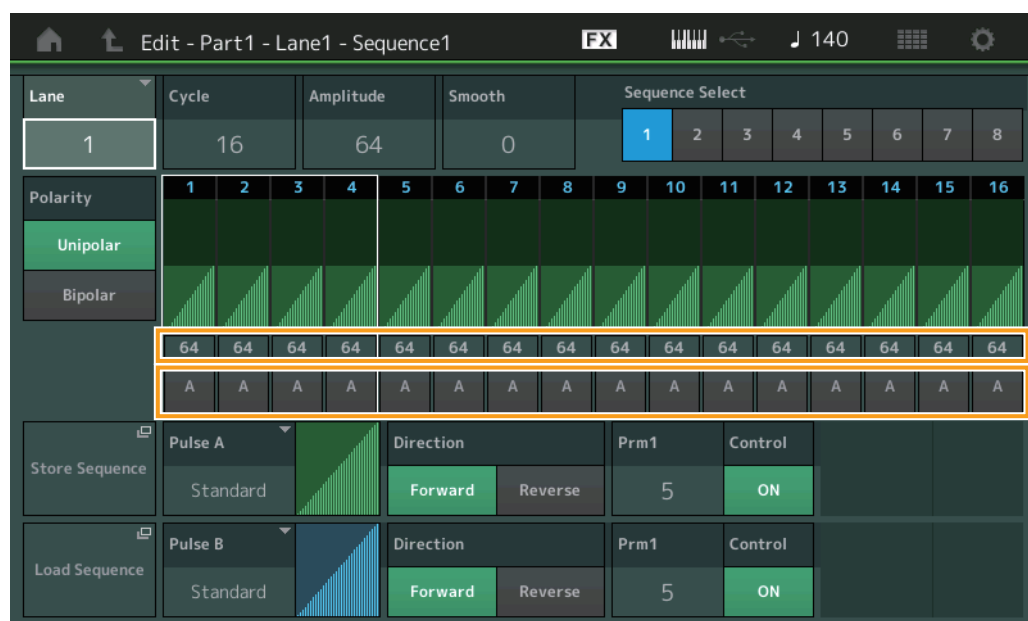 Edit - Part1 - Lane1 - Sequence1 FX ♩ 140
Lane Cycle Amplitude Smooth Sequence Select
1 16 64 0 1 2 3 4 5 6 7 8
Polarity 1 2 3 4 5 6 7 8 9 10 11 12 13 14 15 16
Unipolar
Bipolar
64 64 64 64 64 64 64 64 64 64 64 64 64 64 64 64
A A A A A A A A A A A A A A A A
Store Sequence Pulse A Direction Prm1 Control
Standard Forward Reverse 5 ON
Load Sequence Pulse B Direction Prm1 Control
Standard Forward Reverse 5 ON